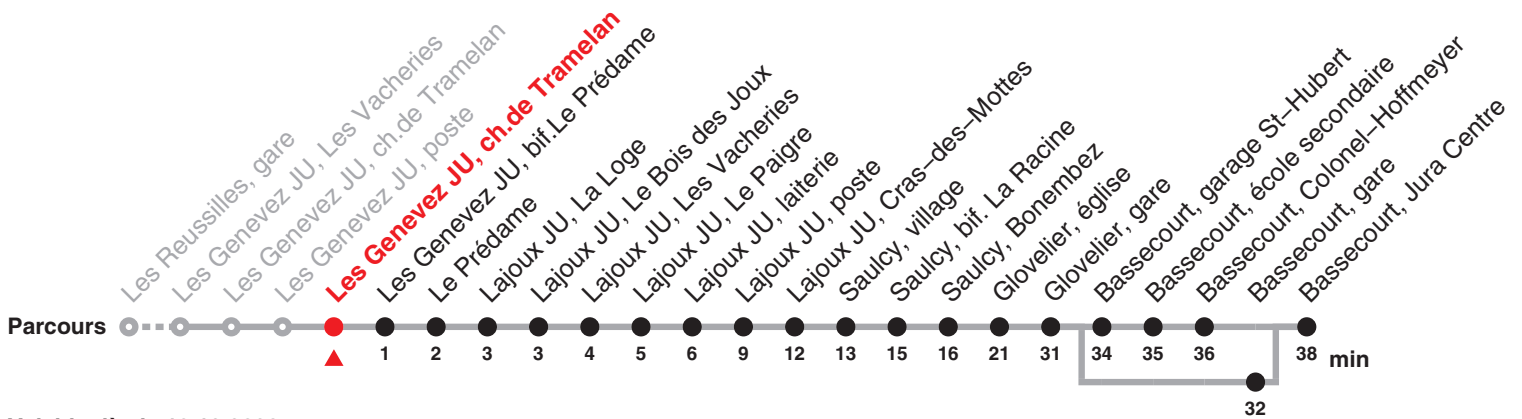 Les Reussilles, gare
Les Genevez JU, Les Vacheries
Les Genevez JU, ch.de Tramelan
Les Genevez JU, poste
Les Genevez JU, ch.de Tramelan
Les Genevez JU, bif.Le Prédame
Le Prédame
Lajoux JU, La Loge
Lajoux JU, Le Bois des Joux
Lajoux JU, Les Vacheries
Lajoux JU, Le Paigre
Lajoux JU, laiterie
Lajoux JU, poste
Lajoux JU, Cras–des–Mottes
Saulcy, village
Saulcy, bif. La Racine
Saulcy, Bonembez
Glovelier, église
Glovelier, gare
Bassecourt, garage St–Hubert
Bassecourt, école secondaire
Bassecourt, Colonel–Hoffmeyer
Bassecourt, gare
Bassecourt, Jura Centre
Parcours
1 2 3 3 4 5 6 9 12 13 15 16 21 31 34 35 36 38 min
32